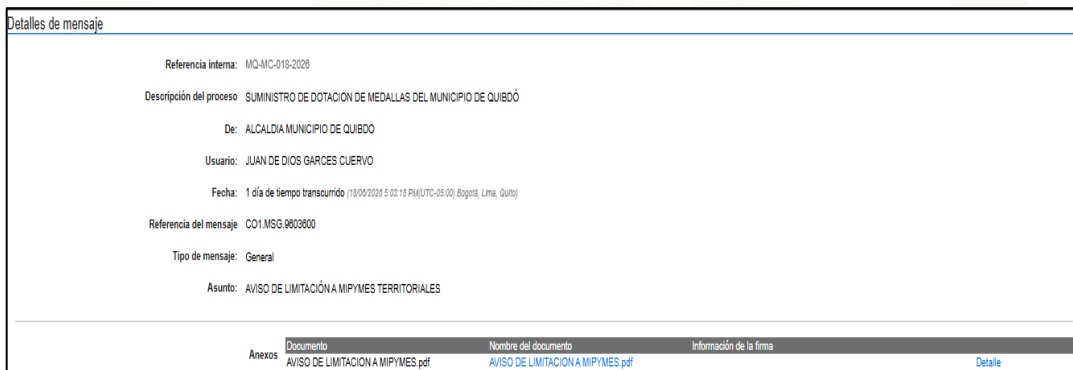 Detalles de mensaje
Referencia interna: MQ-MC-018-2026
Descripción del proceso SUMINISTRO DE DOTACION DE MEDALLAS DEL MUNICIPIO DE QUIBDÓ
De: ALCALDIA MUNICIPIO DE QUIBDO
Usuario: JUAN DE DIOS GARCES CUERVO
Fecha: 1 día de tiempo transcurrido (18/06/2026 5:03:18 PM(UTC-05:00) Bogotá, Lima, Quito)
Referencia del mensaje CO1.MSG.9603600
Tipo de mensaje: General
Asunto: AVISO DE LIMITACIÓN A MIPYMES TERRITORIALES
Anexos Documento Nombre del documento Información de la firma
AVISO DE LIMITACION A MIPYMES.pdf AVISO DE LIMITACION A MIPYMES.pdf Detalle